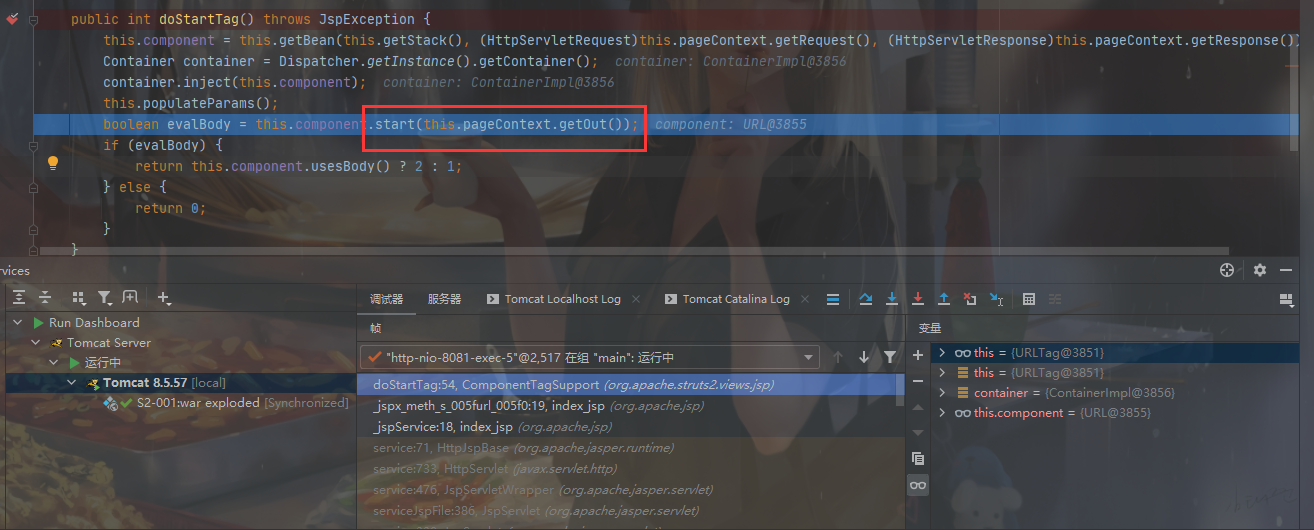 public int doStartTag() throws JspException {
this.component = this.getBean(this.getStack(), (HttpServletRequest)this.pageContext.getRequest(), (HttpServletResponse)this.pageContext.getResponse())
Container container = Dispatcher.getInstance().getContainer();  container: ContainerImpl@3856
container.inject(this.component);  container: ContainerImpl@3856
this.populateParams();
boolean evalBody = this.component.start(this.pageContext.getOut());  component: URL@3855
if (evalBody) {
return this.component.usesBody() ? 2 : 1;
} else {
return 0;
}
}
rvices
调试器 服务器 Tomcat Localhost Log Tomcat Catalina Log
Run Dashboard
Tomcat Server
运行中
Tomcat 8.5.57 [local]
S2-001:war exploded [Synchronized]
帧
"http-nio-8081-exec-5"@2,517 在组 "main": 运行中
doStartTag:54, ComponentTagSupport (org.apache.struts2.views.jsp)
_jspx_meth_s_005furl_005f0:19, index_jsp (org.apache.jsp)
_jspService:18, index_jsp (org.apache.jsp)
service:71, HttpJspBase (org.apache.jasper.runtime)
service:733, HttpServlet (javax.servlet.http)
service:476, JspServletWrapper (org.apache.jasper.servlet)
serviceJspFile:386, JspServlet (org.apache.jasper.servlet)
变量
this = {URLTag@3851}
this = {URLTag@3851}
container = {ContainerImpl@3856}
this.component = {URL@3855}